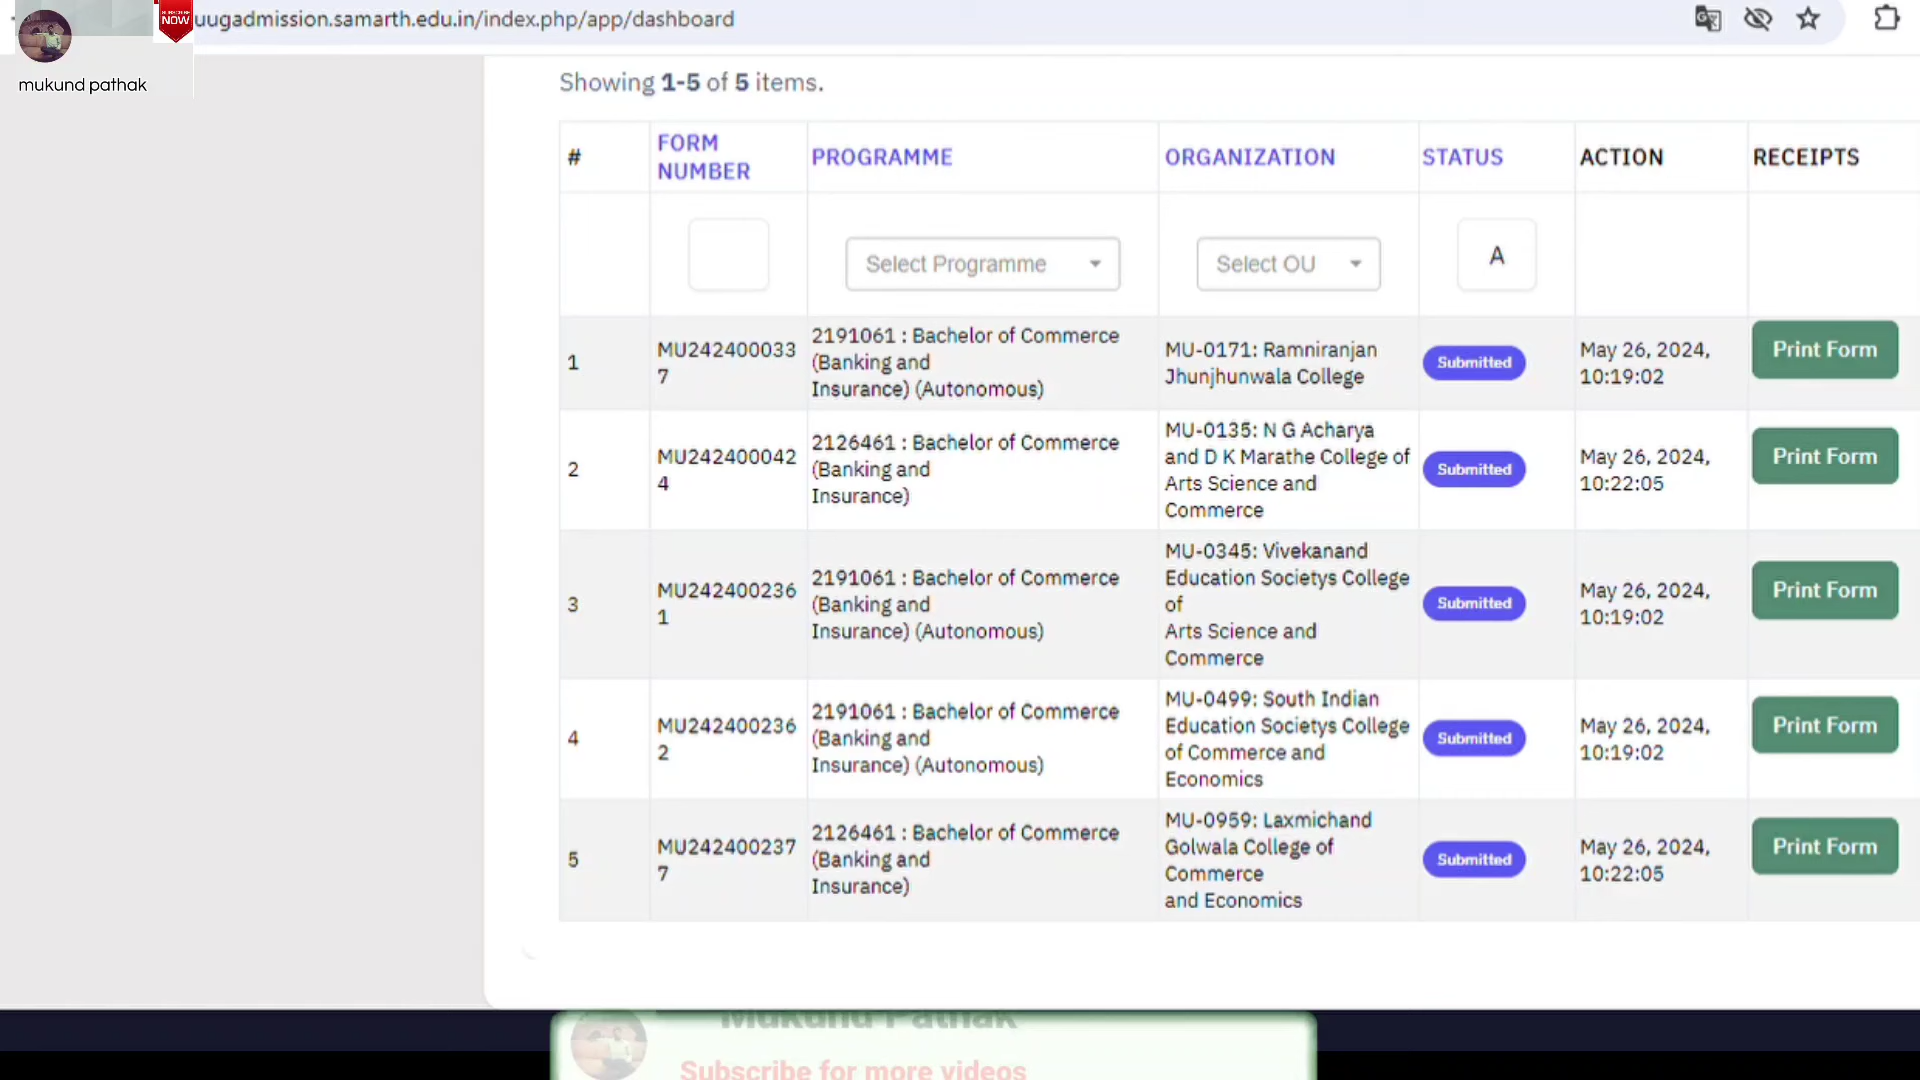 uugadmission.samarth.edu.in/index.php/app/dashboard
SUBSCRIBE
NOW
mukund pathak
Showing 1-5 of 5 items.
# FORM NUMBER PROGRAMME ORGANIZATION STATUS ACTION RECEIPTS
Select Programme Select OU A
1
MU242400033
7
2191061 : Bachelor of Commerce
(Banking and
Insurance) (Autonomous)
MU-0171: Ramniranjan
Jhunjhunwala College
Submitted
May 26, 2024,
10:19:02
Print Form
2
MU242400042
4
2126461 : Bachelor of Commerce
(Banking and
Insurance)
MU-0135: N G Acharya
and D K Marathe College of
Arts Science and
Commerce
Submitted
May 26, 2024,
10:22:05
Print Form
3
MU242400236
1
2191061 : Bachelor of Commerce
(Banking and
Insurance) (Autonomous)
MU-0345: Vivekanand
Education Societys College
of
Arts Science and
Commerce
Submitted
May 26, 2024,
10:19:02
Print Form
4
MU242400236
2
2191061 : Bachelor of Commerce
(Banking and
Insurance) (Autonomous)
MU-0499: South Indian
Education Societys College
of Commerce and
Economics
Submitted
May 26, 2024,
10:19:02
Print Form
5
MU242400237
7
2126461 : Bachelor of Commerce
(Banking and
Insurance)
MU-0959: Laxmichand
Golwala College of
Commerce
and Economics
Submitted
May 26, 2024,
10:22:05
Print Form
Mukund Pathak
Subscribe for more videos